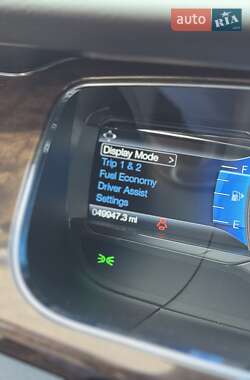 auto RIA
Display Mode >
Trip 1 & 2
Fuel Economy
Driver Assist
Settings
049947.3 mi
F
E